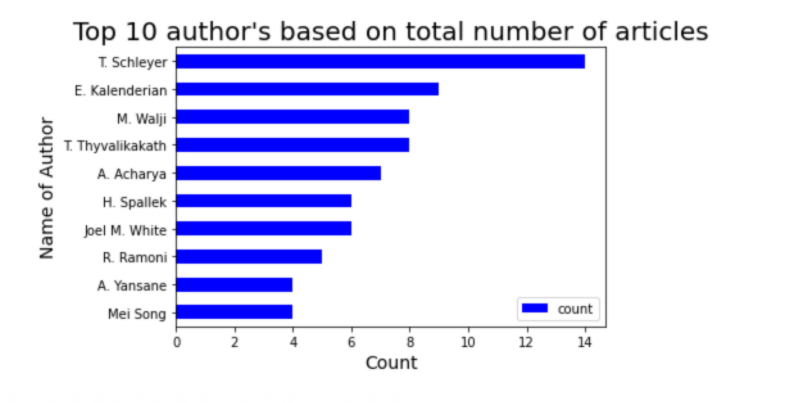 Top 10 author's based on total number of articles
Name of Author
T. Schleyer
E. Kalenderian
M. Walji
T. Thyvalikakath
A. Acharya
H. Spallek
Joel M. White
R. Ramoni
A. Yansane
Mei Song
count
0 2 4 6 8 10 12 14
Count